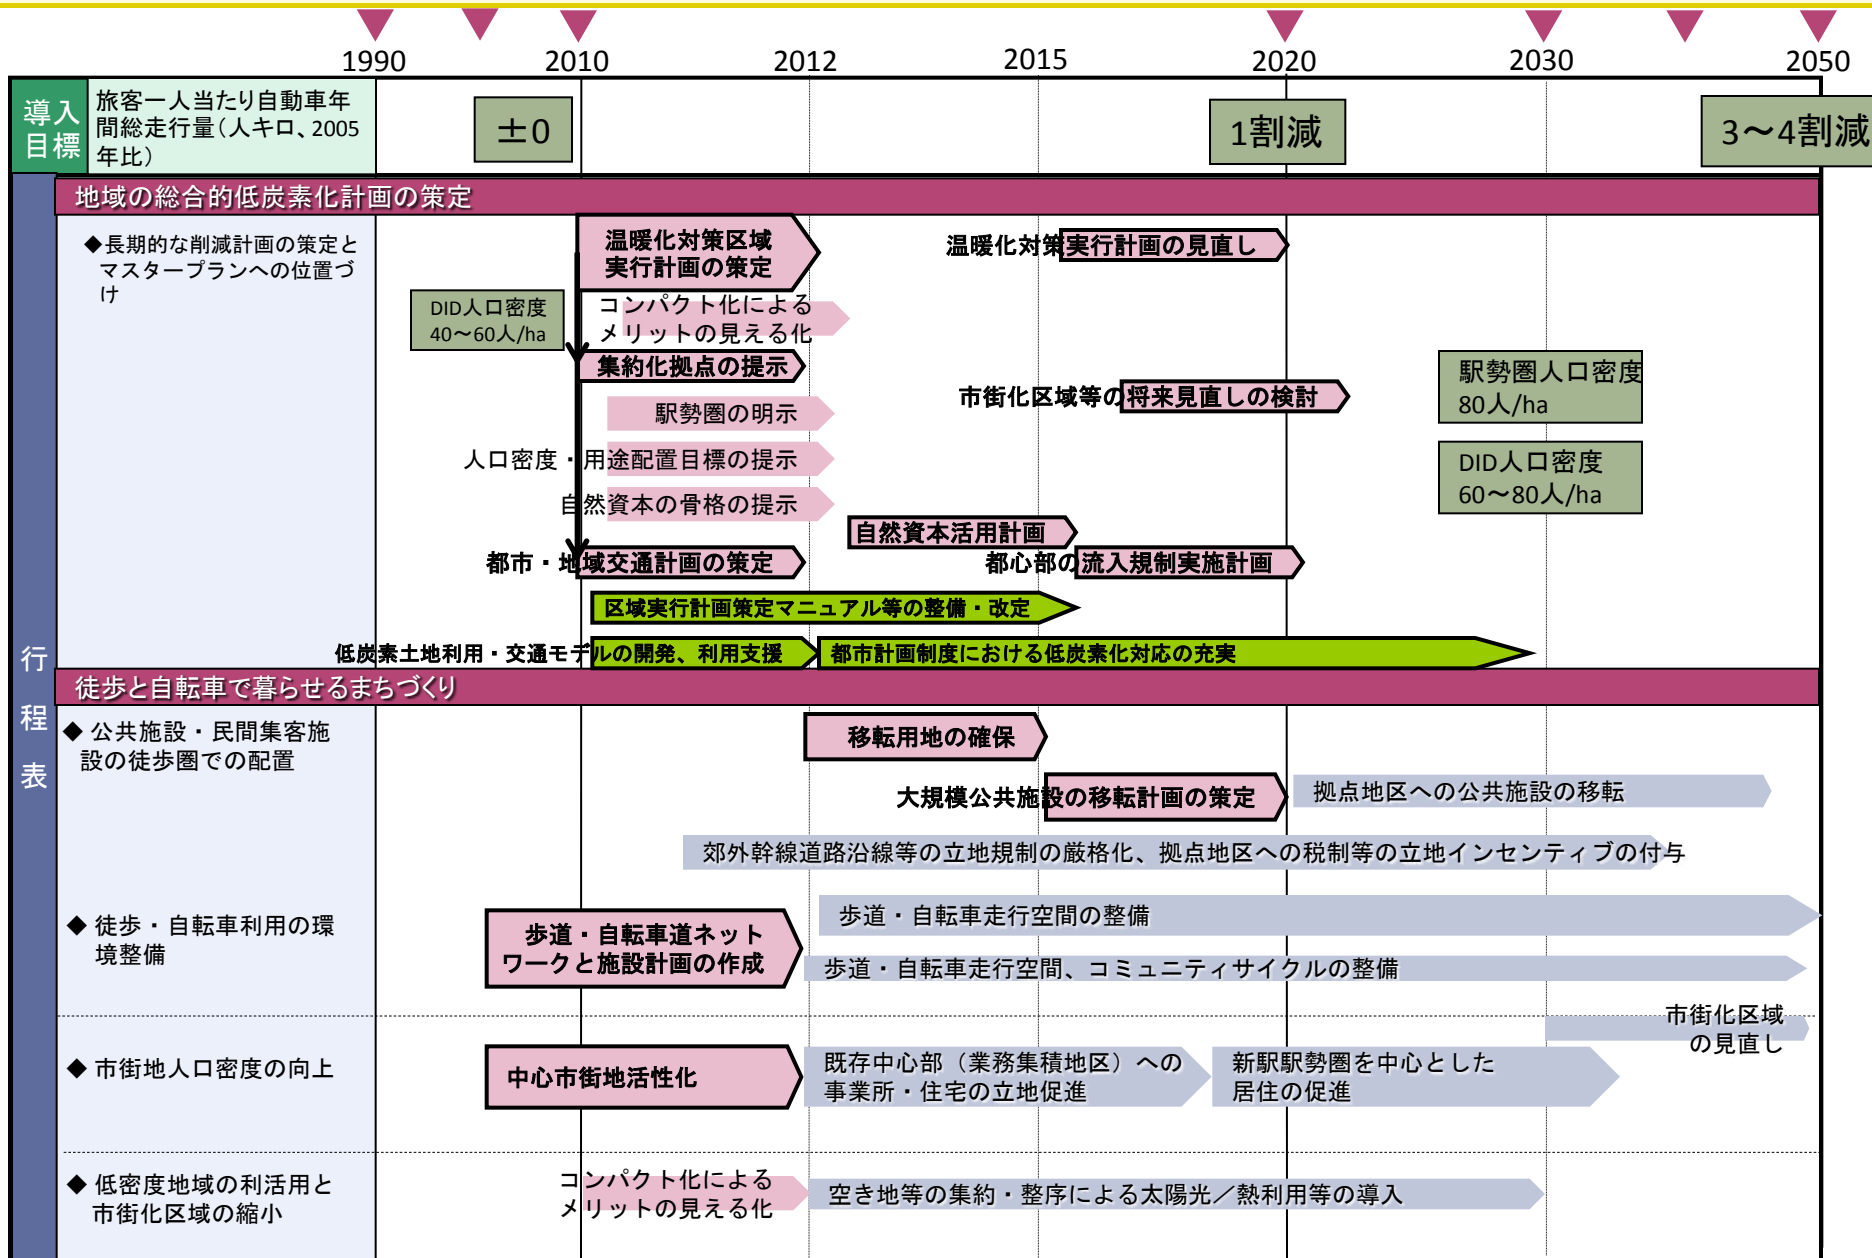 1990 2010 2012 2015 2020 2030 2050
導入
目標
旅客一人当たり自動車年
間総走行量（人キロ、2005
年比）
±0
1割減
3～4割減
行
程
表
地域の総合的低炭素化計画の策定
◆長期的な削減計画の策定と
マスタープランへの位置づ
け
温暖化対策区域
実行計画の策定
温暖化対策実行計画の見直し
DID人口密度
40～60人/ha
コンパクト化による
メリットの見える化
集約化拠点の提示
駅勢圏人口密度
80人/ha
市街化区域等の将来見直しの検討
駅勢圏の明示
人口密度・用途配置目標の提示
DID人口密度
60～80人/ha
自然資本の骨格の提示
自然資本活用計画
都市・地域交通計画の策定
都心部の流入規制実施計画
区域実行計画策定マニュアル等の整備・改定
低炭素土地利用・交通モデルの開発、利用支援
都市計画制度における低炭素化対応の充実
徒歩と自転車で暮らせるまちづくり
◆ 公共施設・民間集客施
設の徒歩圏での配置
移転用地の確保
大規模公共施設の移転計画の策定
拠点地区への公共施設の移転
郊外幹線道路沿線等の立地規制の厳格化、拠点地区への税制等の立地インセンティブの付与
◆ 徒歩・自転車利用の環
境整備
歩道・自転車道ネット
ワークと施設計画の作成
歩道・自転車走行空間の整備
歩道・自転車走行空間、コミュニティサイクルの整備
市街化区域
の見直し
◆ 市街地人口密度の向上
中心市街地活性化
既存中心部（業務集積地区）への
事業所・住宅の立地促進
新駅駅勢圏を中心とした
居住の促進
◆ 低密度地域の利活用と
市街化区域の縮小
コンパクト化による
メリットの見える化
空き地等の集約・整序による太陽光／熱利用等の導入